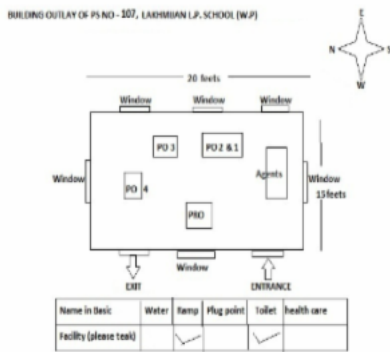 BUILDING OUTLAY OF PS NO - 107, LAKHMIJAN L.P. SCHOOL (W.P)
E
N S
W
20 feets
Window Window Window
PO 3 PO 2 & 1
Window PO 4 Agents Window
15feets
PRO
Window
EXIT ENTRANCE
Name in Basic Water Ramp Plug point Toilet health care
Facility (please teak)